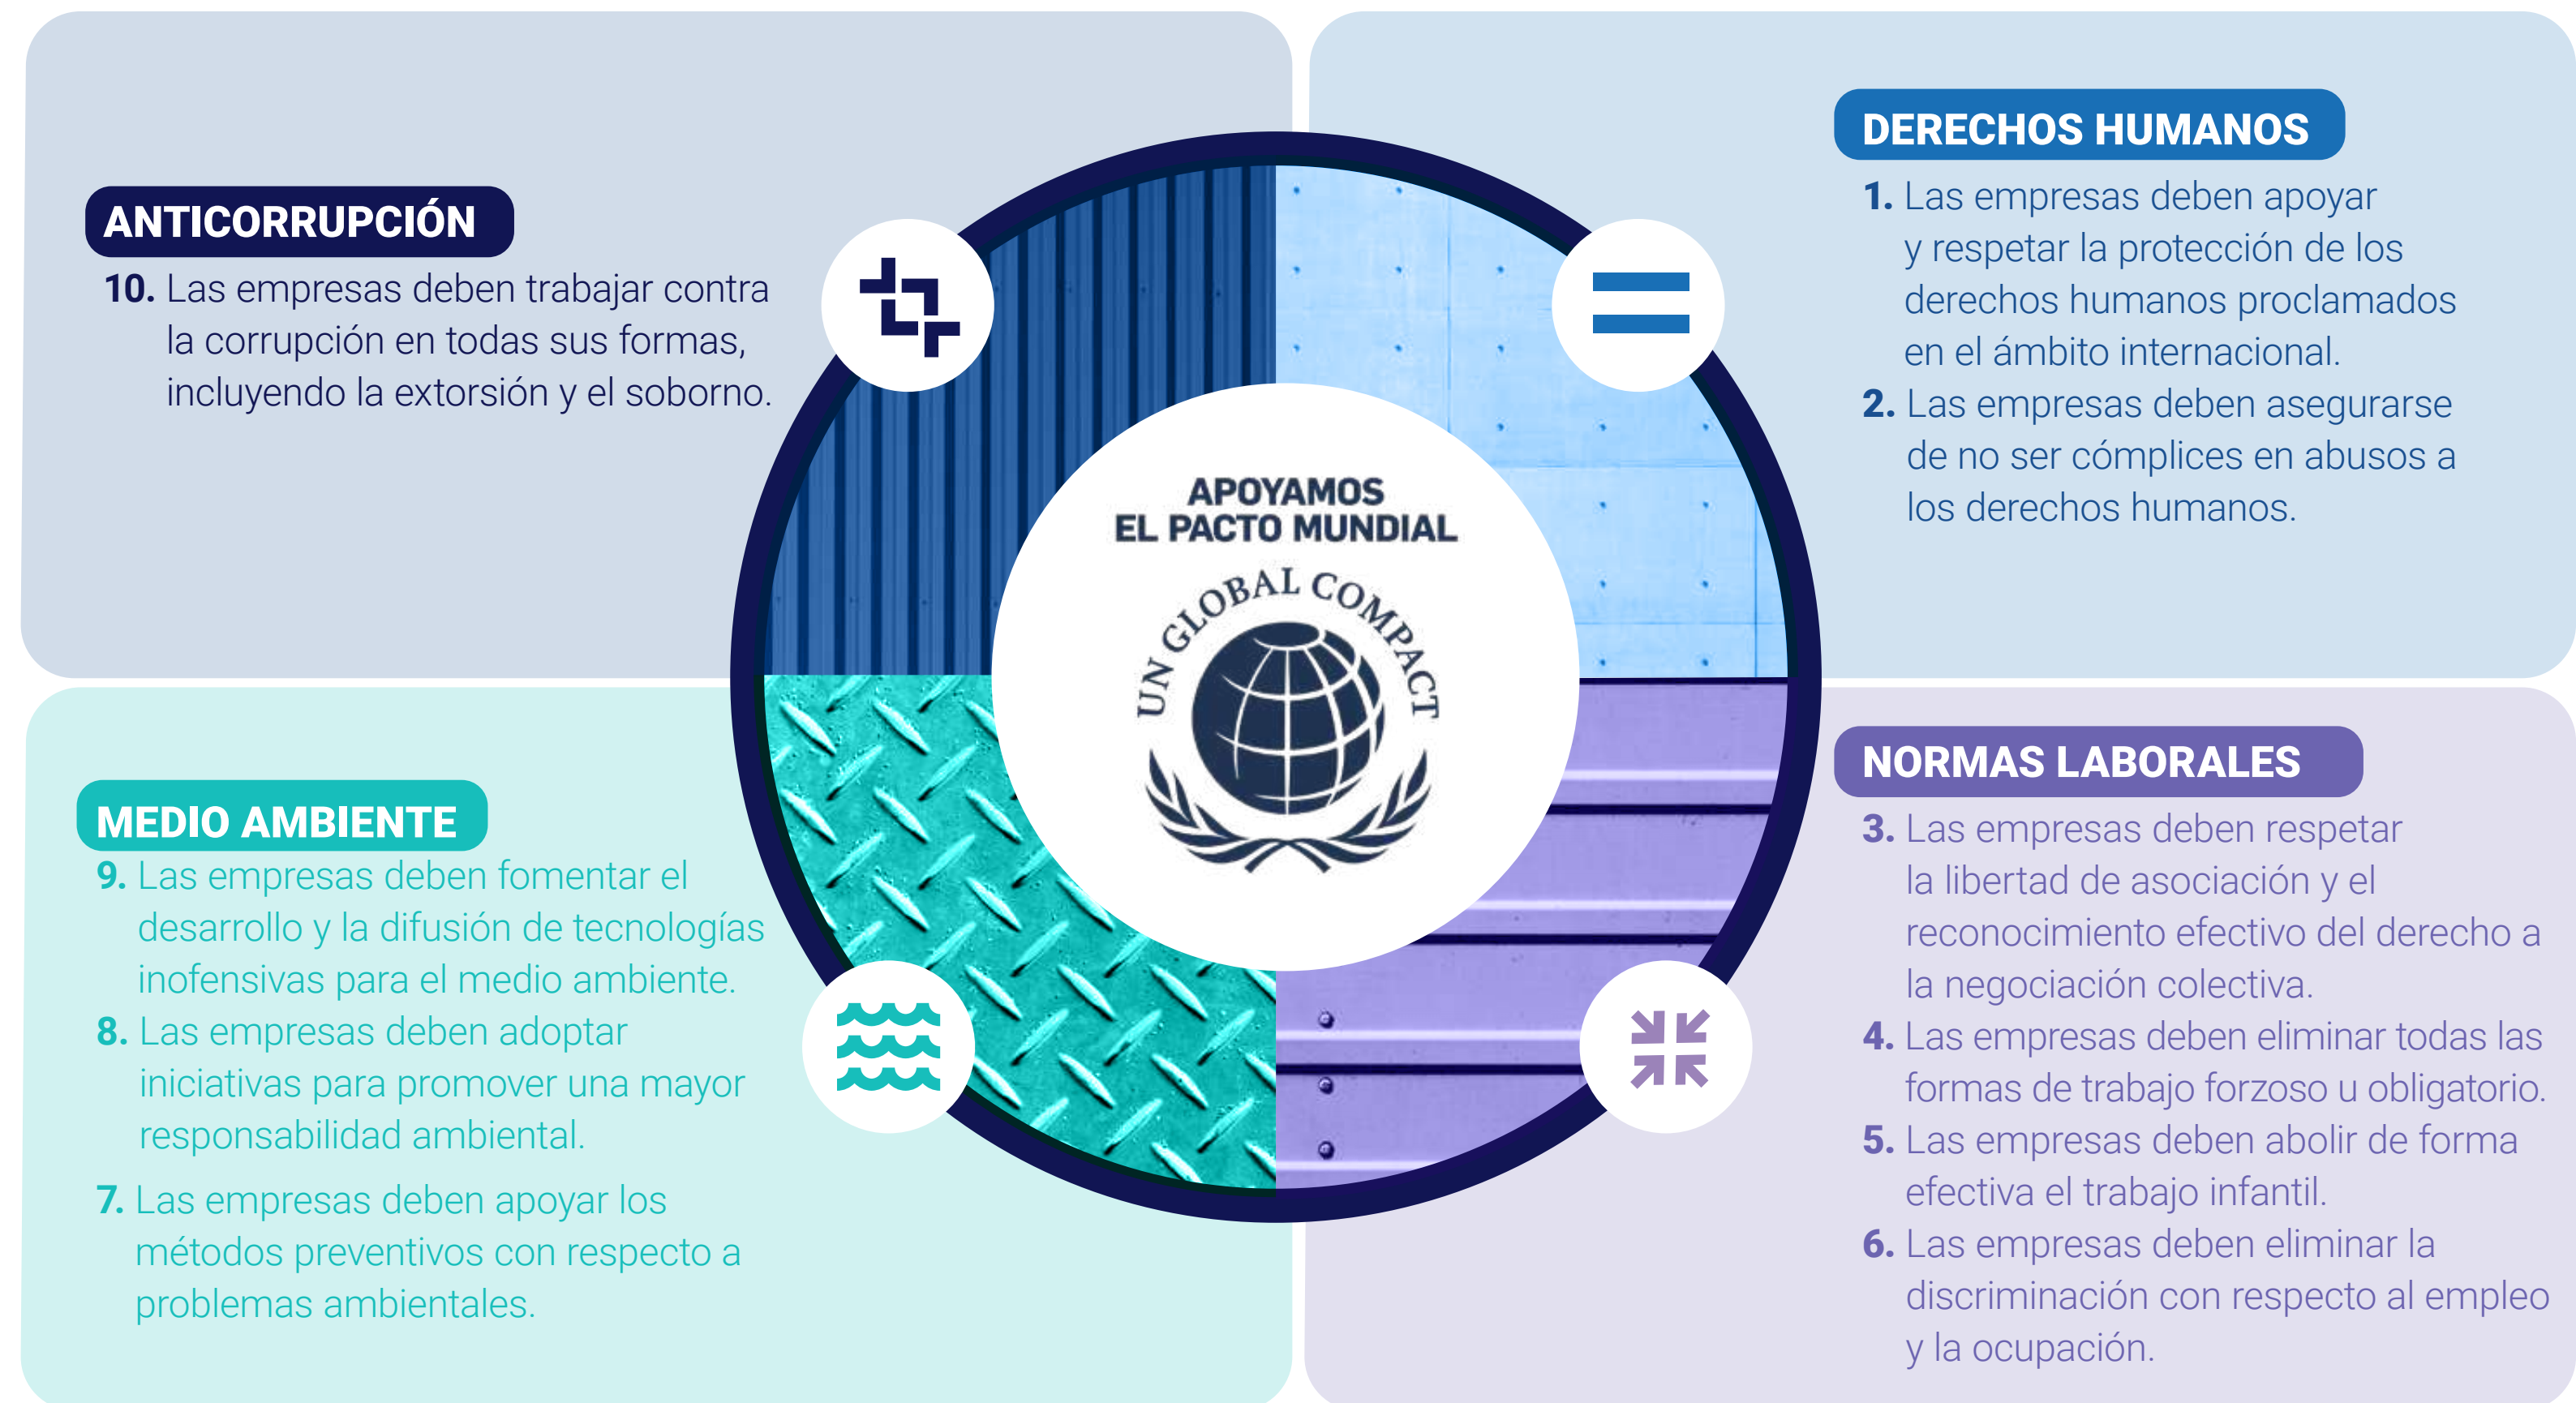 ANTICORRUPCIÓN
10. Las empresas deben trabajar contra
la corrupción en todas sus formas,
incluyendo la extorsión y el soborno.
DERECHOS HUMANOS
1. Las empresas deben apoyar
y respetar la protección de los
derechos humanos proclamados
en el ámbito internacional.
2. Las empresas deben asegurarse
de no ser cómplices en abusos a
los derechos humanos.
APOYAMOS
EL PACTO MUNDIAL
UN GLOBAL COMPACT
MEDIO AMBIENTE
9. Las empresas deben fomentar el
desarrollo y la difusión de tecnologías
inofensivas para el medio ambiente.
8. Las empresas deben adoptar
iniciativas para promover una mayor
responsabilidad ambiental.
7. Las empresas deben apoyar los
métodos preventivos con respecto a
problemas ambientales.
NORMAS LABORALES
3. Las empresas deben respetar
la libertad de asociación y el
reconocimiento efectivo del derecho a
la negociación colectiva.
4. Las empresas deben eliminar todas las
formas de trabajo forzoso u obligatorio.
5. Las empresas deben abolir de forma
efectiva el trabajo infantil.
6. Las empresas deben eliminar la
discriminación con respecto al empleo
y la ocupación.